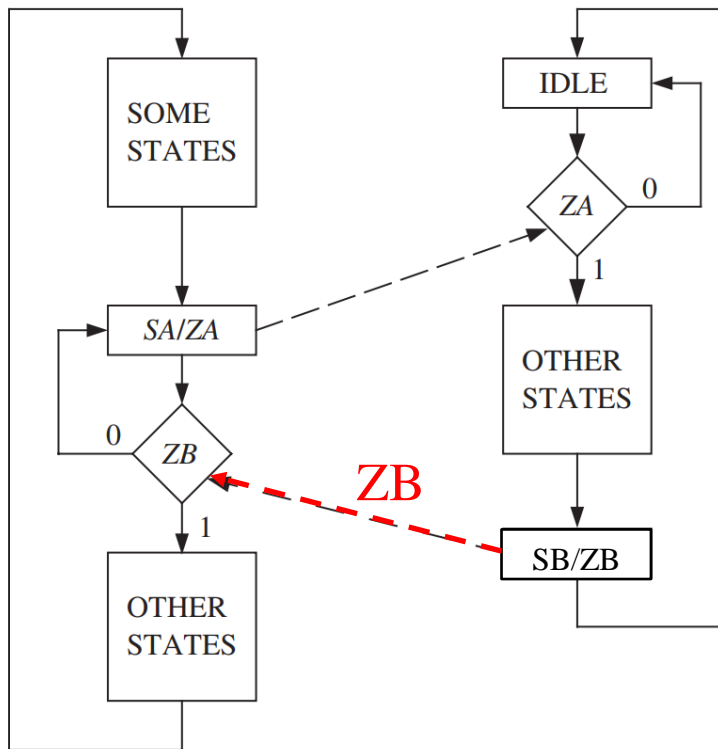 SOME
STATES
SA/ZA
0
ZB
1
OTHER
STATES
IDLE
ZA
0
1
OTHER
STATES
ZB
SB/ZB